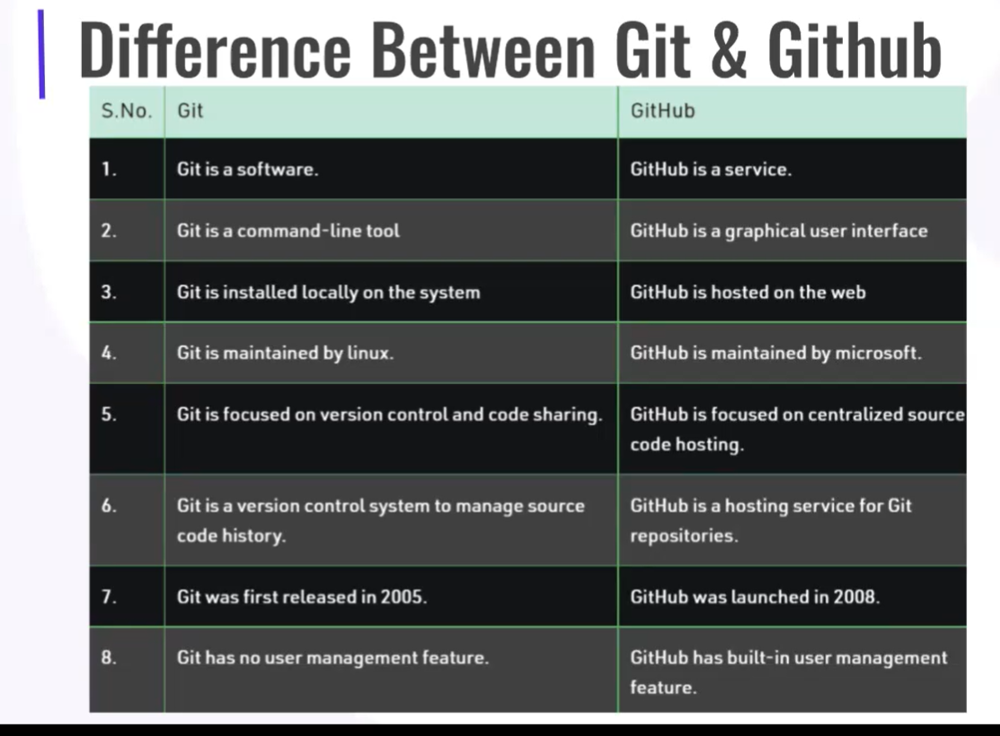 Difference Between Git & Github
S.No. Git GitHub
1. Git is a software. GitHub is a service.
2. Git is a command-line tool GitHub is a graphical user interface
3. Git is installed locally on the system GitHub is hosted on the web
4. Git is maintained by linux. GitHub is maintained by microsoft.
5. Git is focused on version control and code sharing. GitHub is focused on centralized source
code hosting.
6. Git is a version control system to manage source GitHub is a hosting service for Git
code history. repositories.
7. Git was first released in 2005. GitHub was launched in 2008.
8. Git has no user management feature. GitHub has built-in user management
feature.